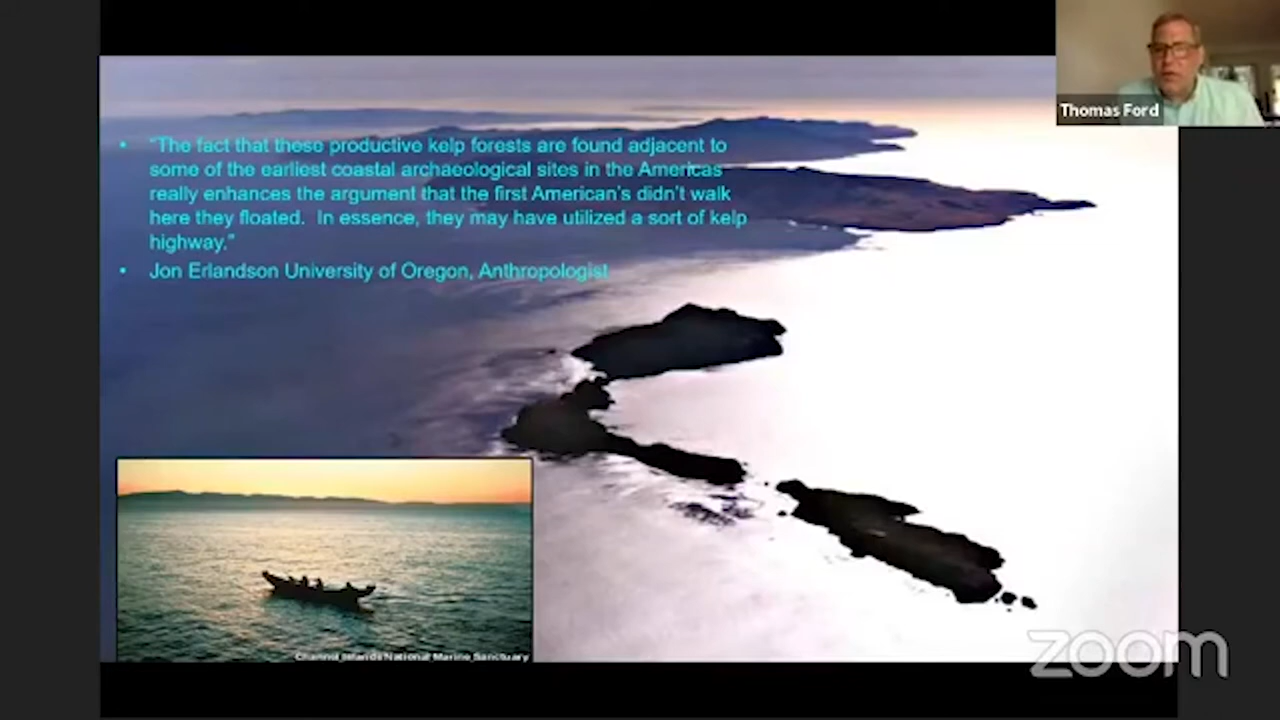 Thomas Ford
• "The fact that these productive kelp forests are found adjacent to
some of the earliest coastal archaeological sites in the Americas
really enhances the argument that the first American's didn't walk
here they floated.  In essence, they may have utilized a sort of kelp
highway."
• Jon Erlandson University of Oregon, Anthropologist
Channel Islands National Marine Sanctuary
zoom